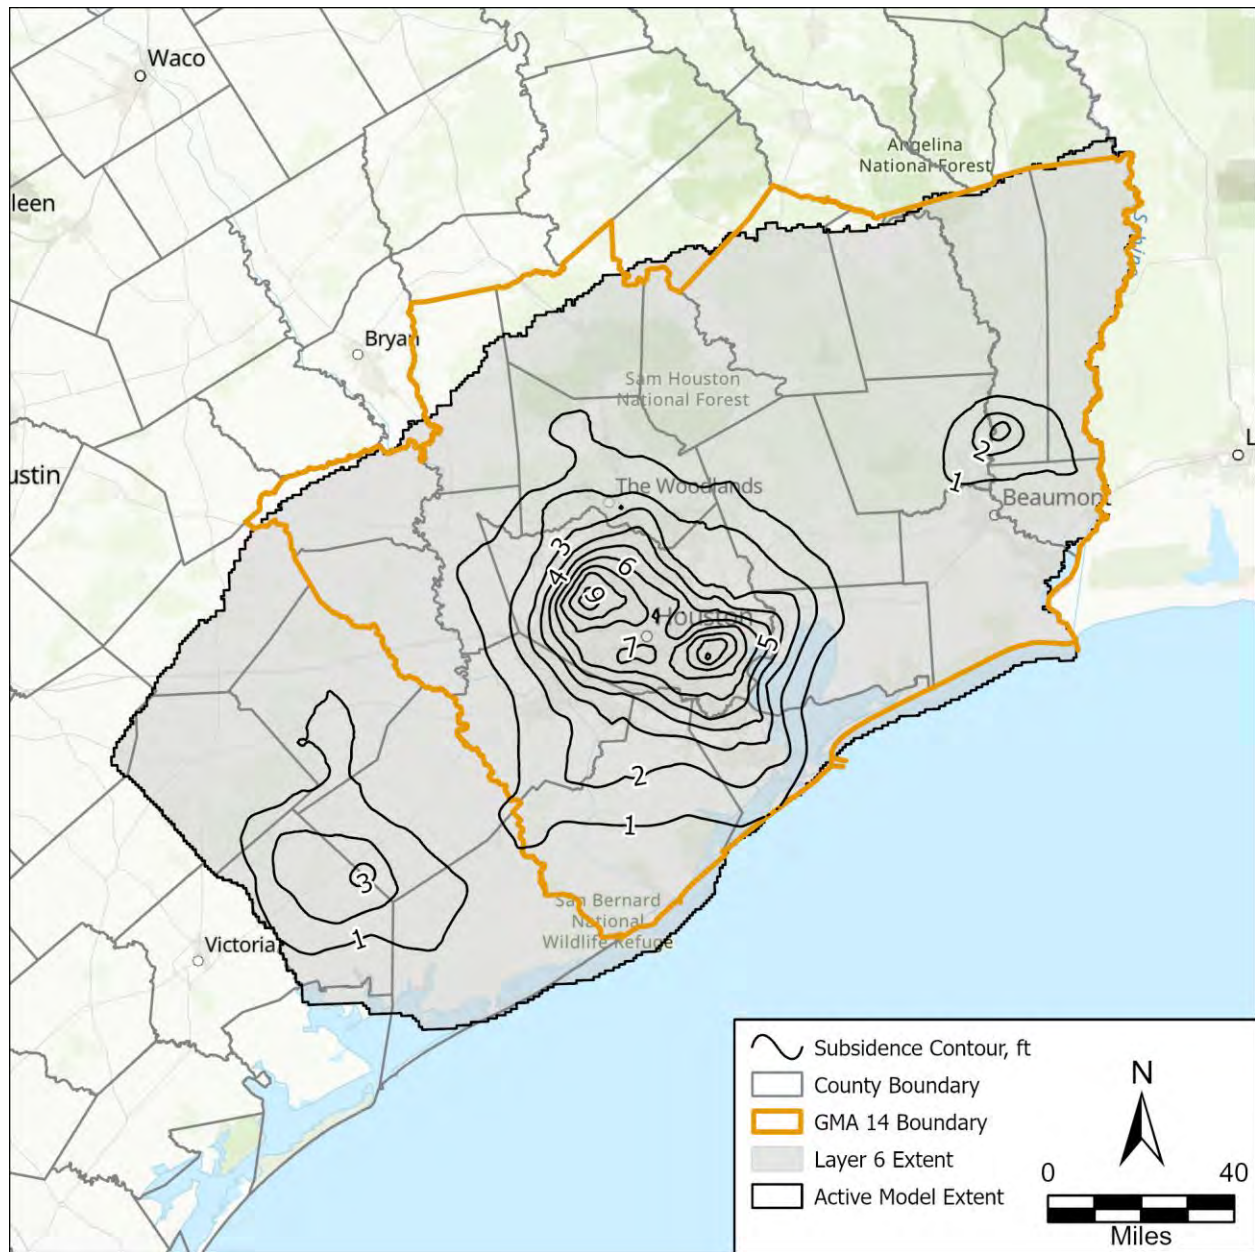 Waco
Angelina
National Forest
leen
Sabine
Bryan
Sam Houston
National Forest
ustin
L
2
1
The Woodlands
Beaumon
3
4
6
9
4
Houston
7
5
2
1
3
1
San Bernard
National
Wildlife Refuge
Victoria
Subsidence Contour, ft
County Boundary
GMA 14 Boundary
Layer 6 Extent
Active Model Extent
N
0
40
Miles